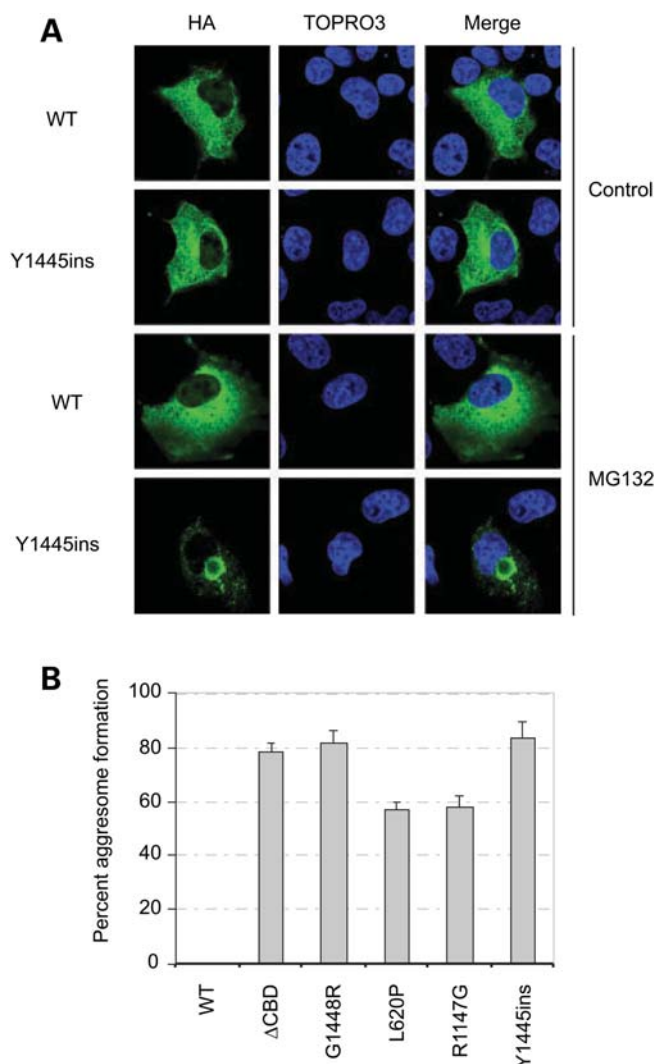 A
HA TOPRO3 Merge
WT
Y1445ins
Control
WT
Y1445ins
MG132
B
Percent aggresome formation
100
80
60
40
20
0
WT
ΔCBD
G1448R
L620P
R1147G
Y1445ins